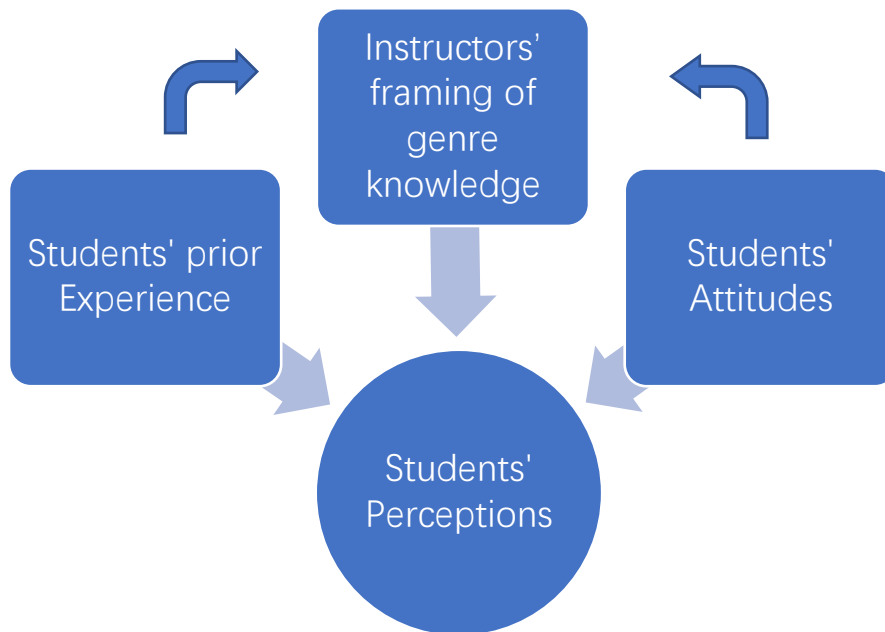 Instructors’
framing of
genre
knowledge
Students' prior
Experience
Students'
Attitudes
Students'
Perceptions